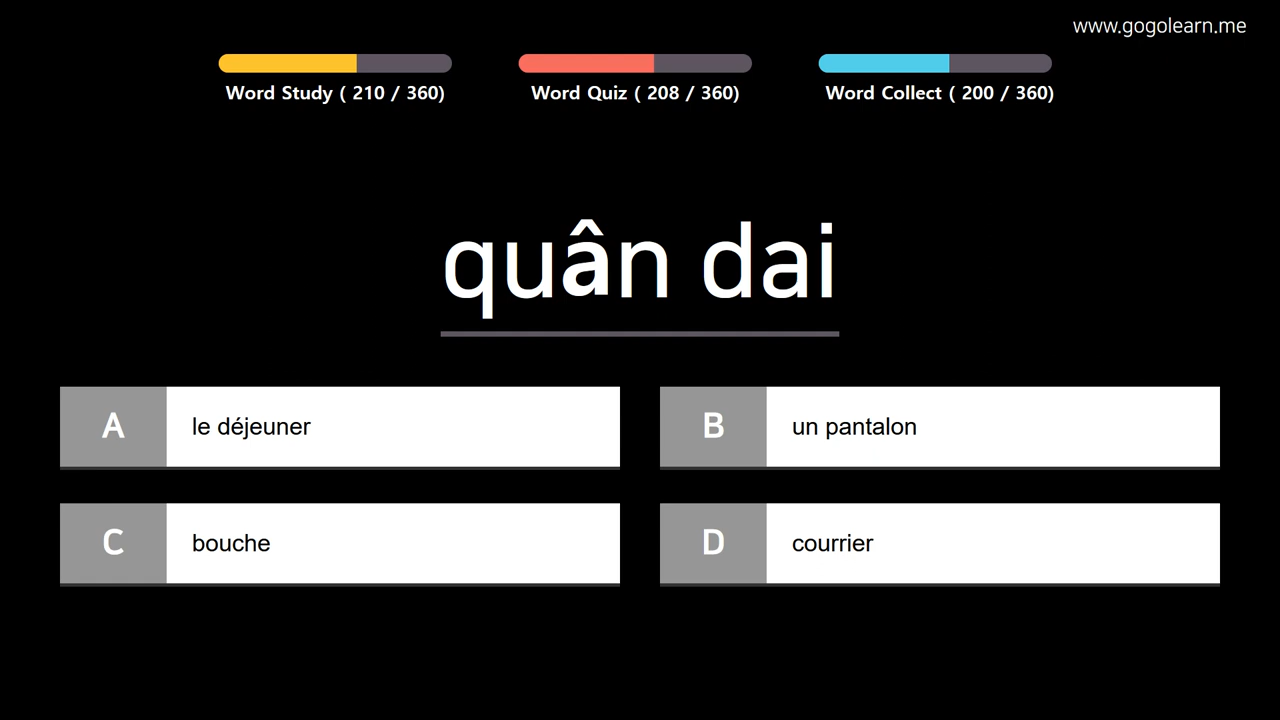 www.gogolearn.me
Word Study ( 210 / 360)
Word Quiz ( 208 / 360)
Word Collect ( 200 / 360)
quân dai
A le déjeuner
B un pantalon
C bouche
D courrier